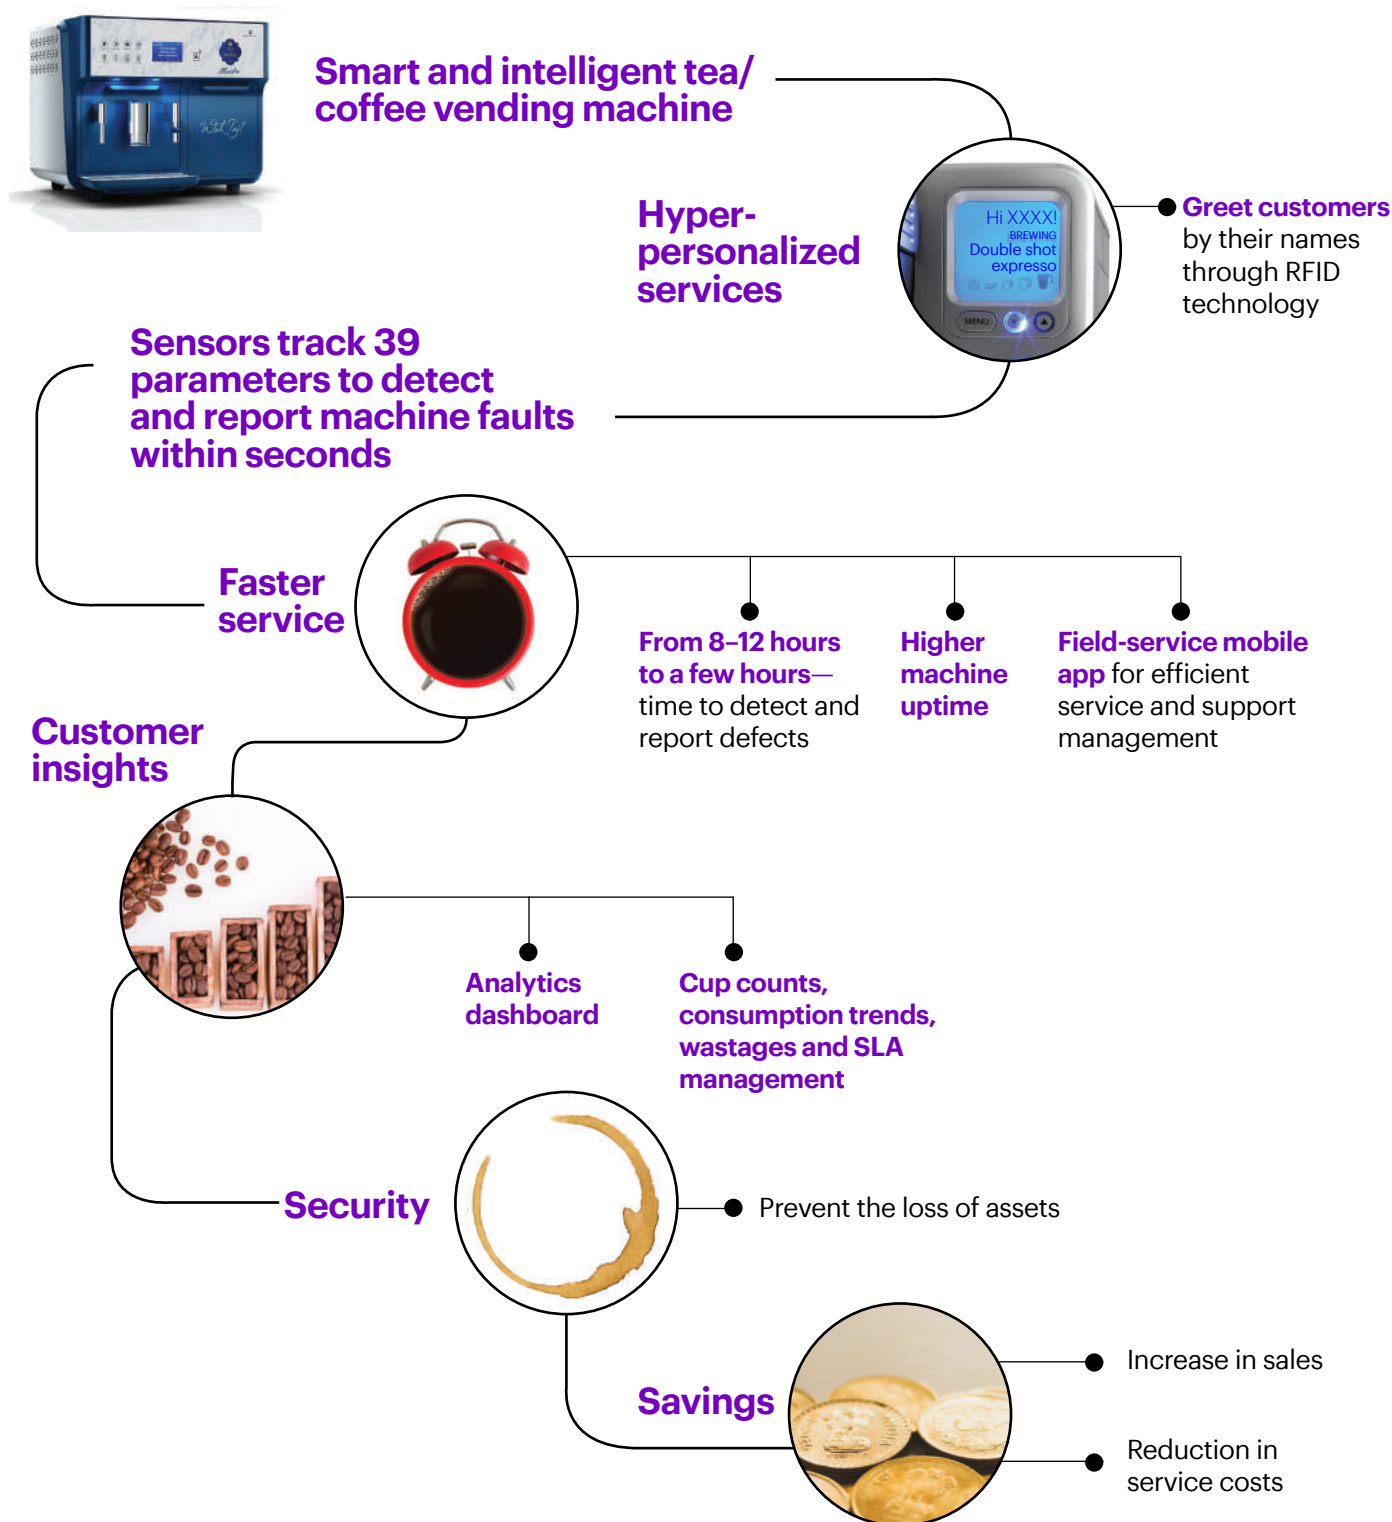 Smart and intelligent tea/
coffee vending machine
Hyper-
personalized
services
Hi XXXX!
BREWING
Double shot
expresso
MENU
Greet customers
by their names
through RFID
technology
Sensors track 39
parameters to detect
and report machine faults
within seconds
Faster
service
From 8–12 hours
to a few hours—
time to detect and
report defects
Higher
machine
uptime
Field-service mobile
app for efficient
service and support
management
Customer
insights
Analytics
dashboard
Cup counts,
consumption trends,
wastages and SLA
management
Security
Prevent the loss of assets
Savings
Increase in sales
Reduction in
service costs